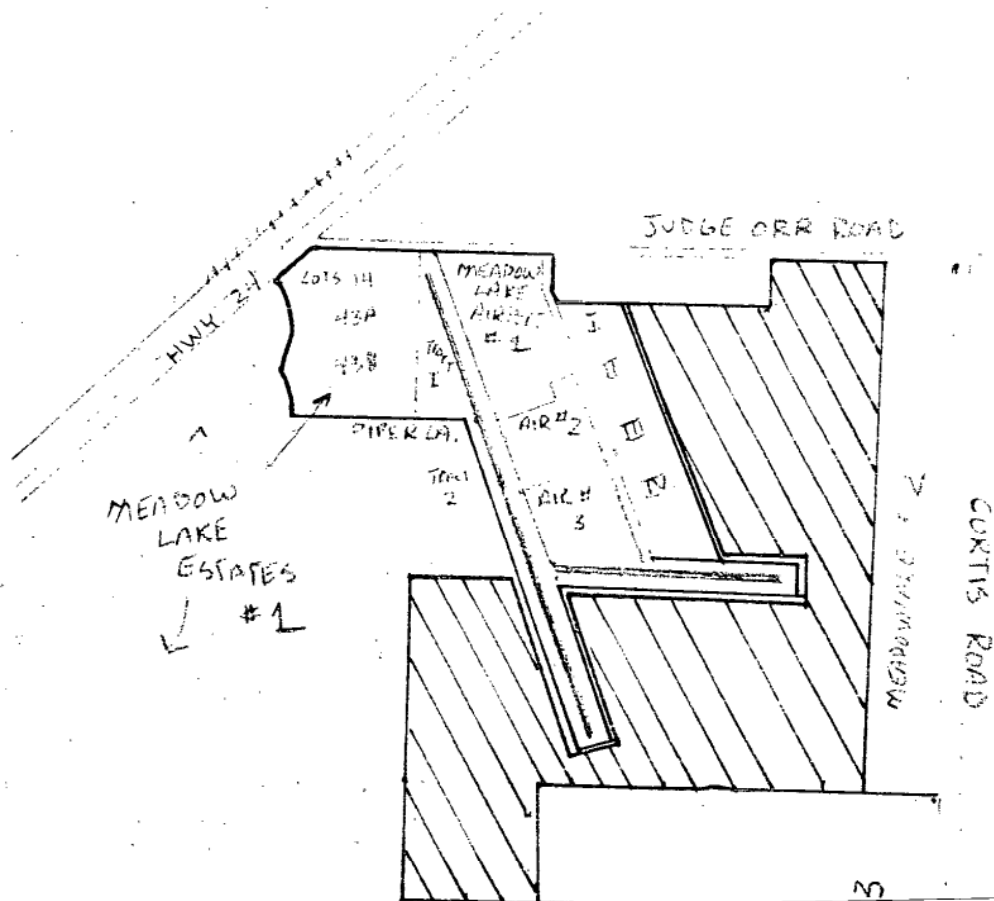 JUDGE ORR ROAD
HWY 24
LOTS 14
43A
43B
TRACT
1
MEADOW
LAKE
AIRPT.
# 1
I
II
III
IV
AIR #2
AIR #
3
PIPER LA.
TRACT
2
MEADOW
LAKE
ESTATES
# 1
CURTIS ROAD
3